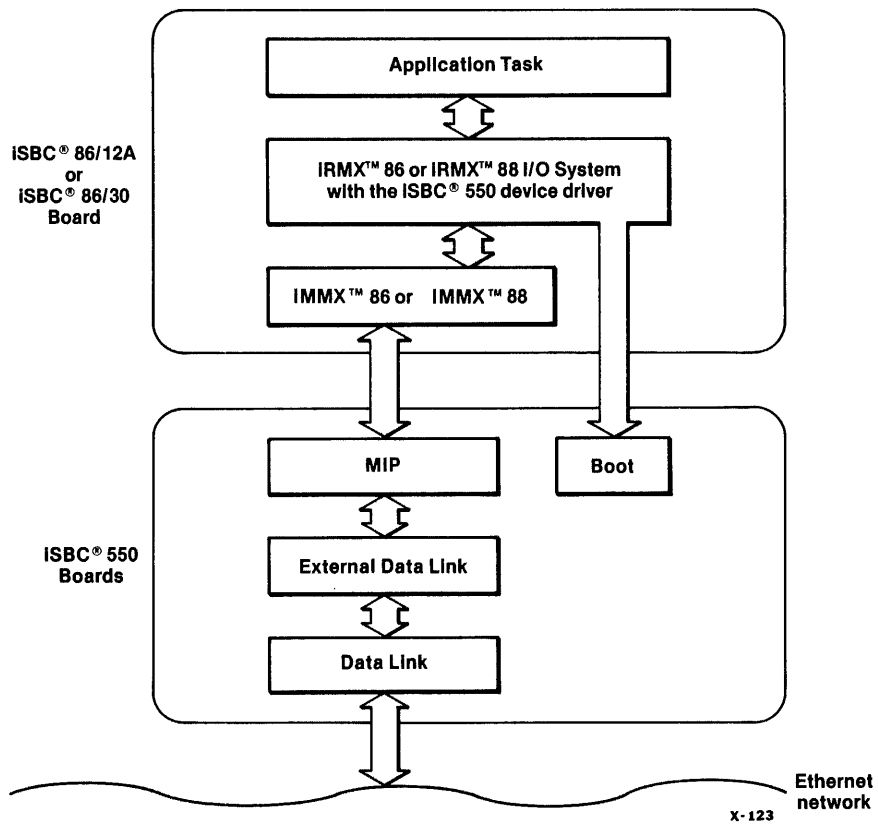 Application Task
iSBC® 86/12A
or
iSBC® 86/30
Board
iRMX™ 86 or iRMX™ 88 I/O System
with the iSBC® 550 device driver
iMMX™ 86 or iMMX™ 88
MIP
Boot
iSBC® 550
Boards
External Data Link
Data Link
Ethernet
network
X-123